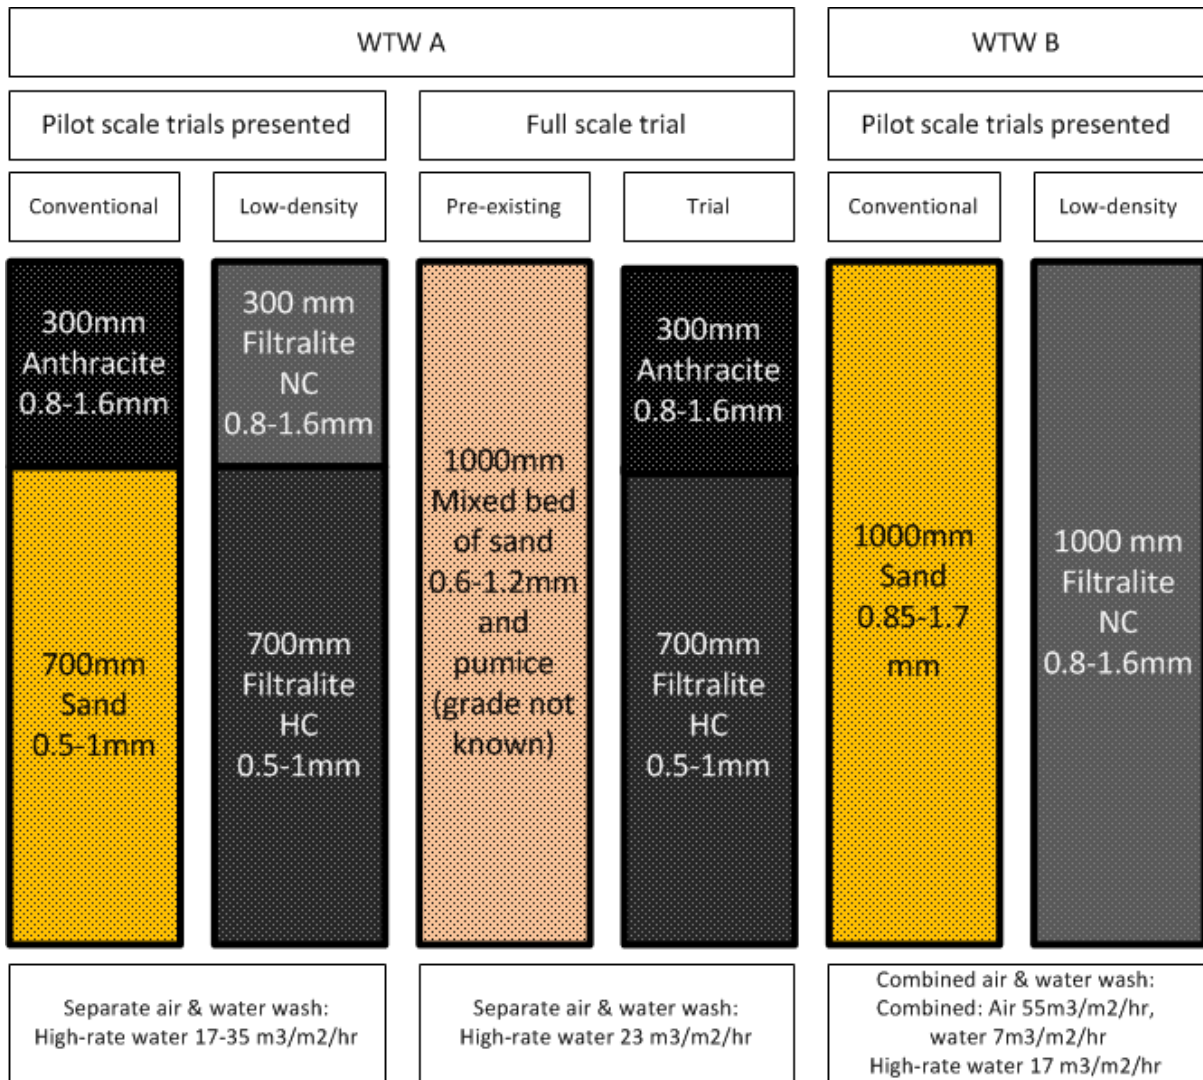 WTW A
WTW B
Pilot scale trials presented
Full scale trial
Pilot scale trials presented
Conventional
Low-density
Pre-existing
Trial
Conventional
Low-density
300mm
Anthracite
0.8-1.6mm
700mm
Sand
0.5-1mm
300 mm
Filtralite
NC
0.8-1.6mm
700mm
Filtralite
HC
0.5-1mm
1000mm
Mixed bed
of sand
0.6-1.2mm
and
pumice
(grade not
known)
300mm
Anthracite
0.8-1.6mm
700mm
Filtralite
HC
0.5-1mm
1000mm
Sand
0.85-1.7
mm
1000 mm
Filtralite
NC
0.8-1.6mm
Separate air & water wash:
High-rate water 17-35 m3/m2/hr
Separate air & water wash:
High-rate water 23 m3/m2/hr
Combined air & water wash:
Combined: Air 55m3/m2/hr,
water 7m3/m2/hr
High-rate water 17 m3/m2/hr